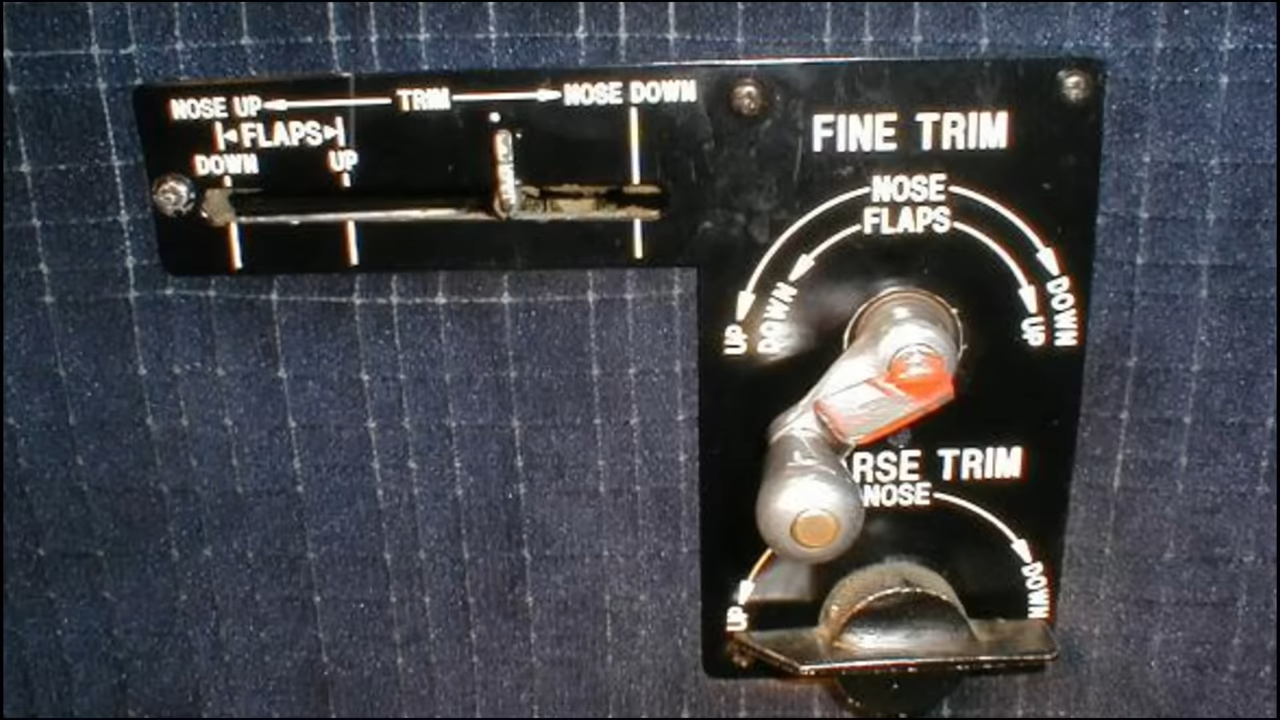 NOSE UP TRIM NOSE DOWN
FLAPS
DOWN UP
FINE TRIM
NOSE
FLAPS
UP DOWN UP DOWN
RSE TRIM
NOSE
UP DOWN